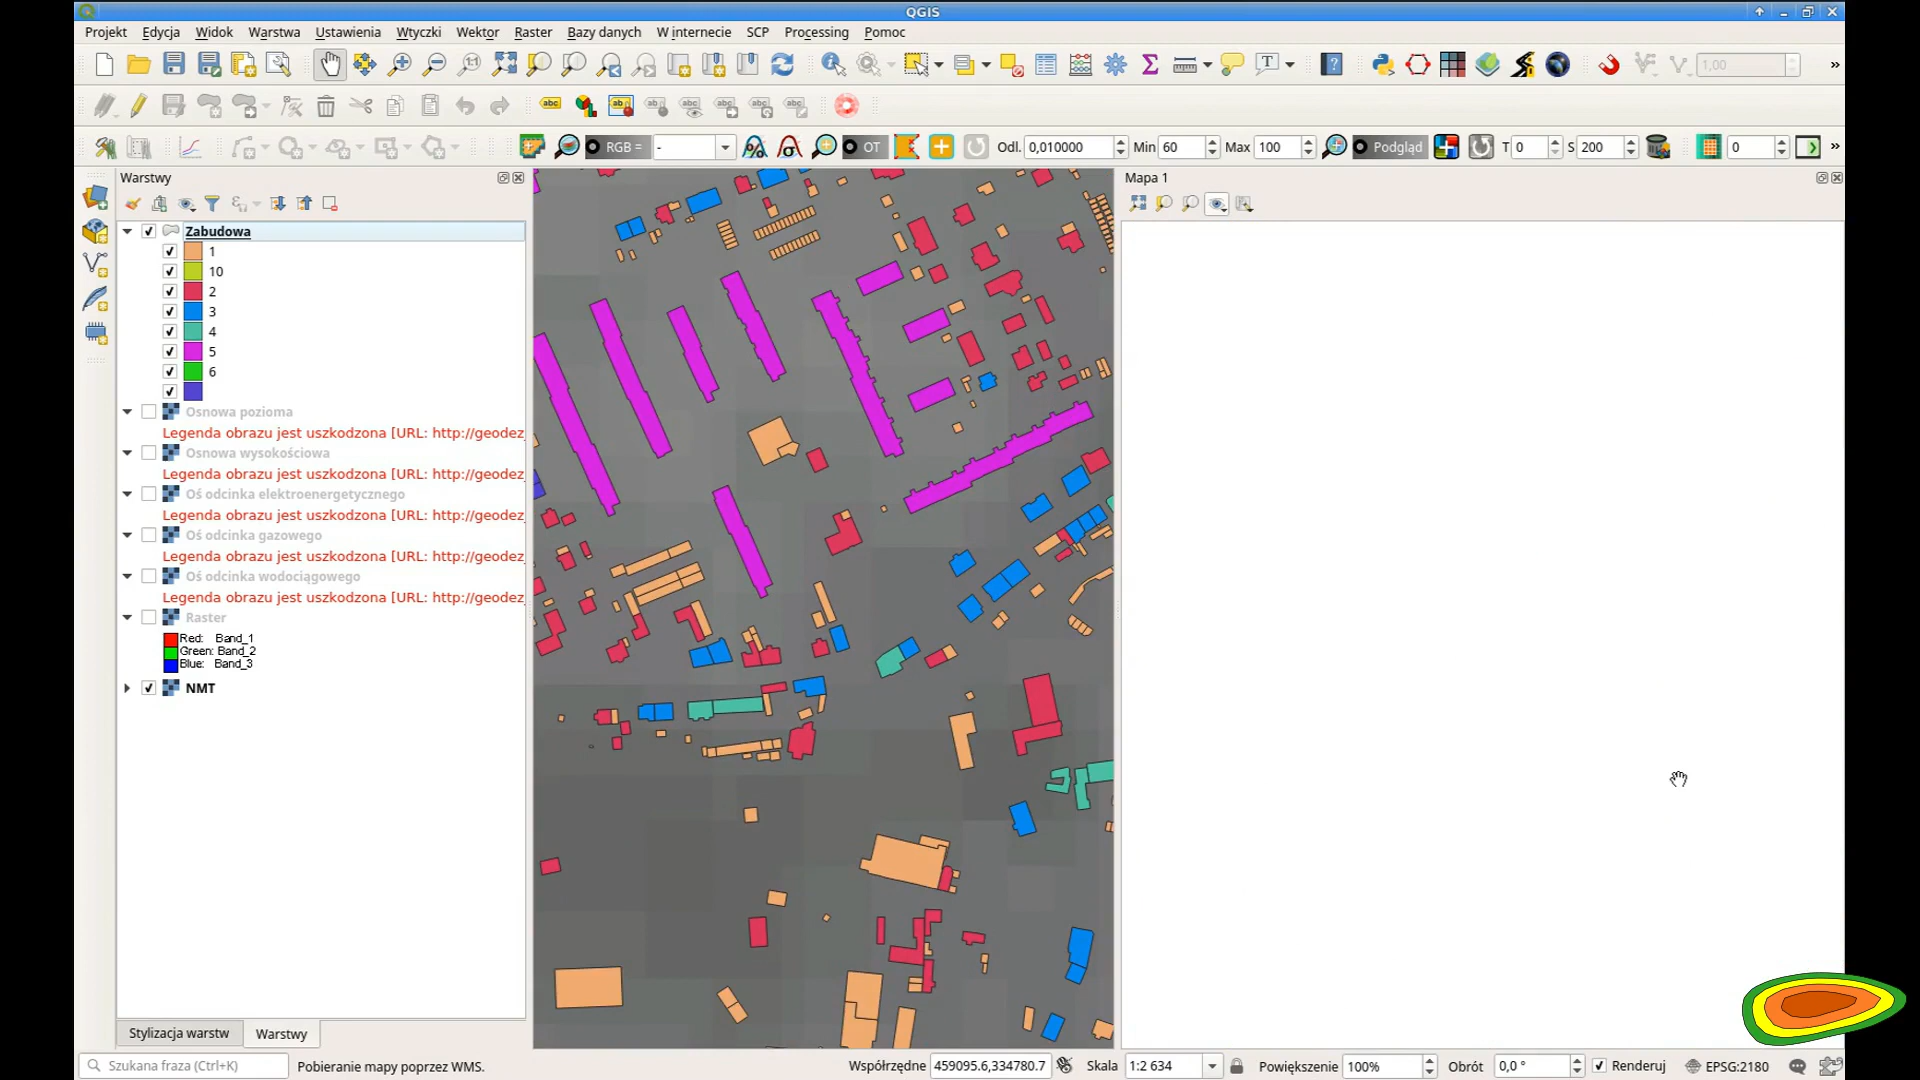 QGIS
Projekt Edycja Widok Warstwa Ustawienia Wtyczki Wektor Raster Bazy danych W internecie SCP Processing Pomoc
1,00
RGB = - OT Odl. 0,010000 Min 60 Max 100 Podgląd T 0 S 200 0
Warstwy
Mapa 1
Zabudowa
1
10
2
3
4
5
6
Osnowa pozioma
Legenda obrazu jest uszkodzona [URL: http://geodez
Osnowa wysokościowa
Legenda obrazu jest uszkodzona [URL: http://geodez
Oś odcinka elektroenergetycznego
Legenda obrazu jest uszkodzona [URL: http://geodez
Oś odcinka gazowego
Legenda obrazu jest uszkodzona [URL: http://geodez
Oś odcinka wodociągowego
Legenda obrazu jest uszkodzona [URL: http://geodez
Raster
Red: Band_1
Green: Band_2
Blue: Band_3
NMT
Stylizacja warstw Warstwy
Szukana fraza (Ctrl+K) Pobieranie mapy poprzez WMS. Współrzędne 459095.6,334780.7 Skala 1:2 634 Powiększenie 100% Obrót 0,0 ° Renderuj EPSG:2180